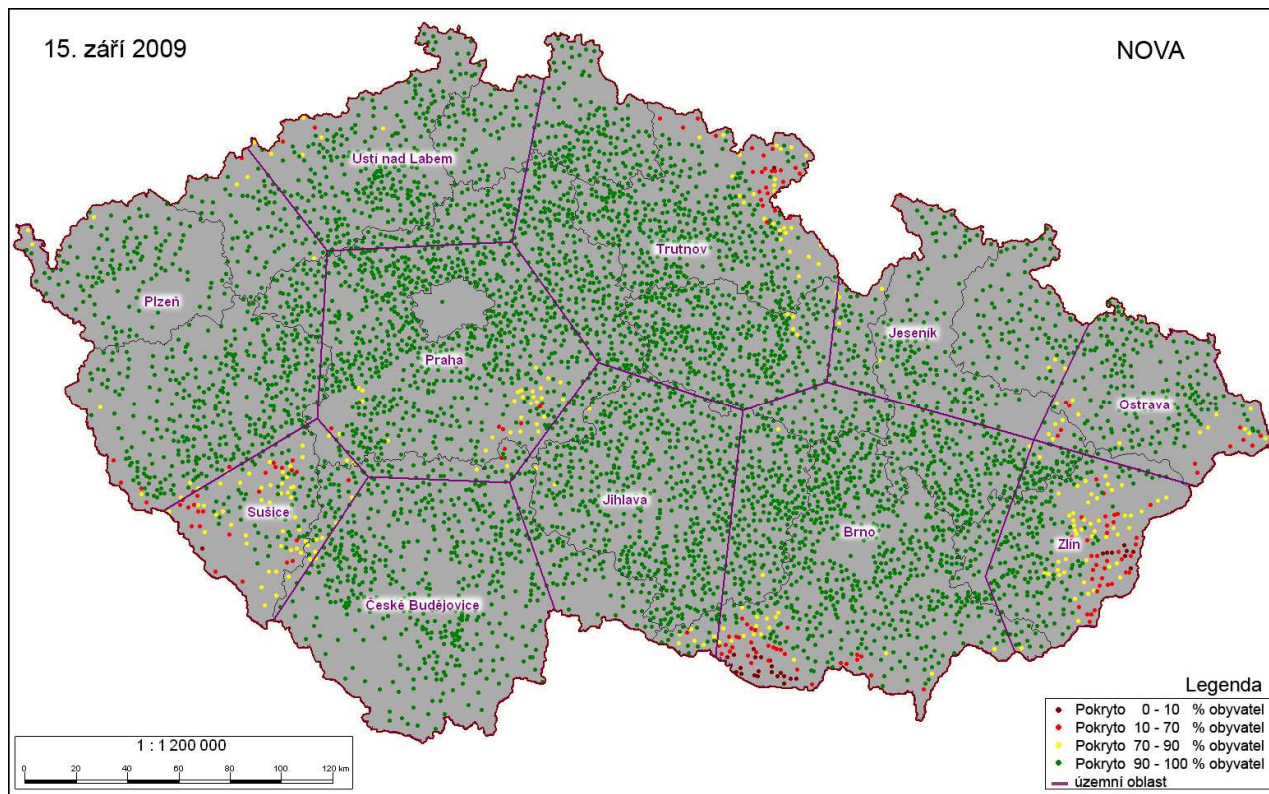 15. září 2009
NOVA
Ústí nad Labem
Trutnov
Plzeň
Jeseník
Praha
Ostrava
Sušice
Jihlava
Brno
Zlín
České Budějovice
Legenda
Pokryto 0 - 10 % obyvatel
Pokryto 10 - 70 % obyvatel
Pokryto 70 - 90 % obyvatel
Pokryto 90 - 100 % obyvatel
územní oblast
1 : 1 200 000
0 20 40 60 80 100 120 km